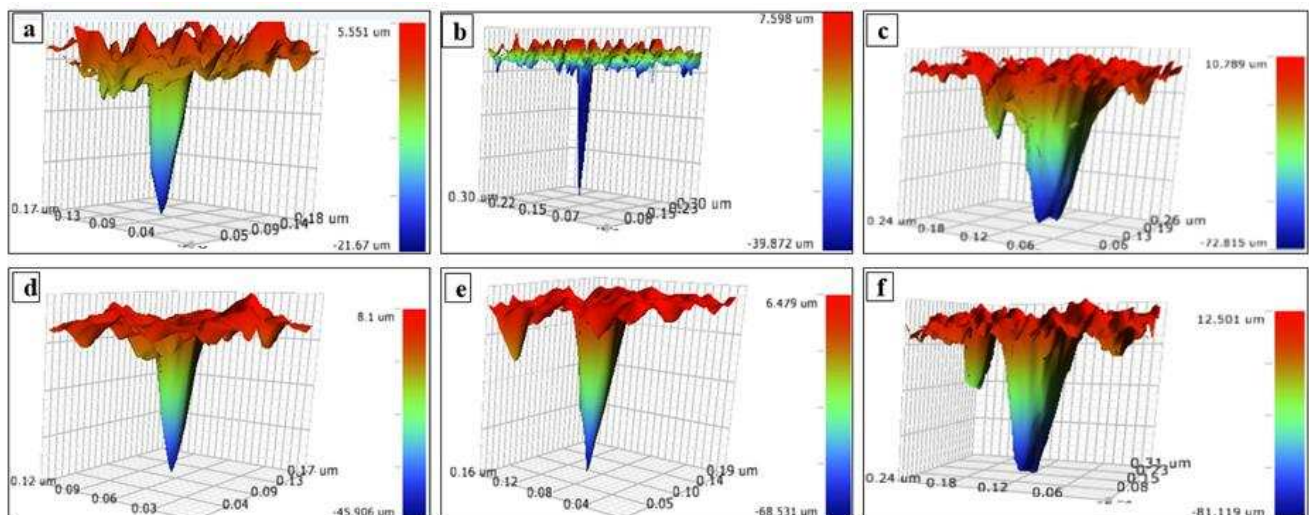 a
5.551 um
-21.67 um
0.17 um
0.13
0.09
0.04
0.05
0.09
0.14
0.18 um
b
7.598 um
-39.872 um
0.30 um
0.22
0.15
0.07
0.08
0.15
0.23
0.30 um
c
10.789 um
-72.815 um
0.24 um
0.18
0.12
0.06
0.06
0.13
0.19
0.26 um
d
8.1 um
-45.906 um
0.12 um
0.09
0.06
0.03
0.04
0.09
0.13
0.17 um
e
6.479 um
-68.531 um
0.16 um
0.12
0.08
0.04
0.05
0.10
0.14
0.19 um
f
12.501 um
-81.119 um
0.24 um
0.18
0.12
0.06
0.08
0.15
0.23
0.31 um